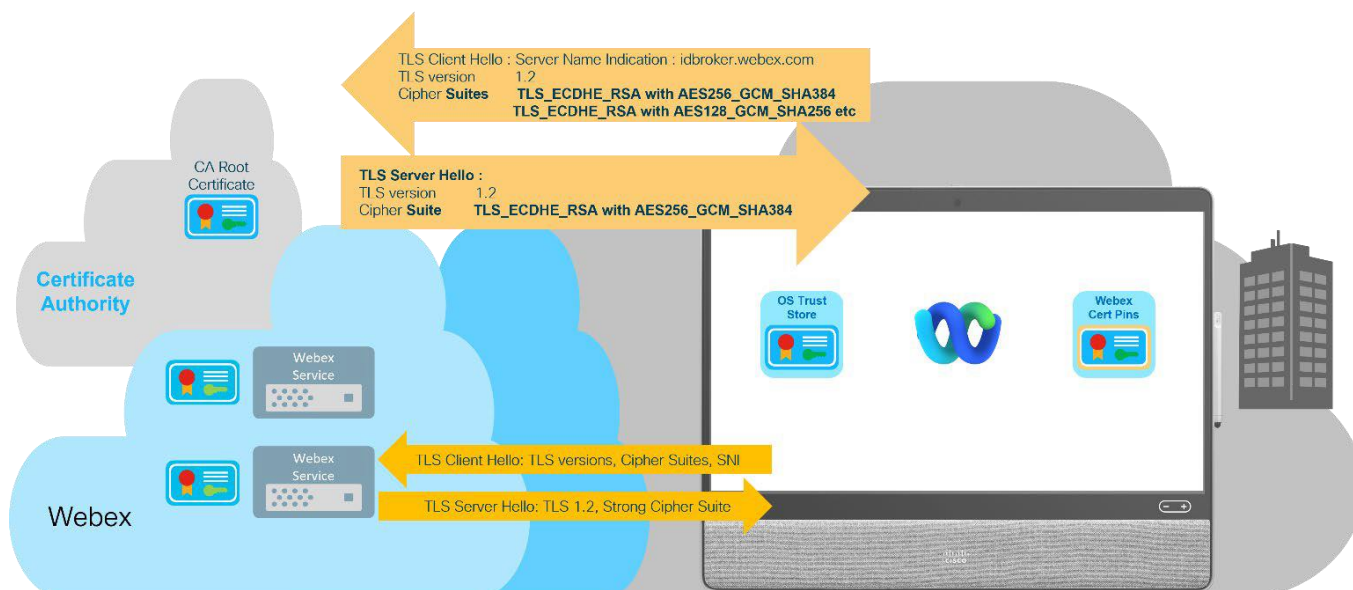 TLS Client Hello : Server Name Indication : idbroker.webex.com
TLS version 1.2
Cipher Suites TLS_ECDHE_RSA with AES256_GCM_SHA384
TLS_ECDHE_RSA with AES128_GCM_SHA256 etc
CA Root
Certificate
TLS Server Hello :
TLS version 1.2
Cipher Suite TLS_ECDHE_RSA with AES256_GCM_SHA384
Certificate
Authority
OS Trust
Store
Webex
Cert Pins
Webex
Service
Webex
Service
TLS Client Hello: TLS versions, Cipher Suites, SNI
TLS Server Hello: TLS 1.2, Strong Cipher Suite
Webex
CISCO